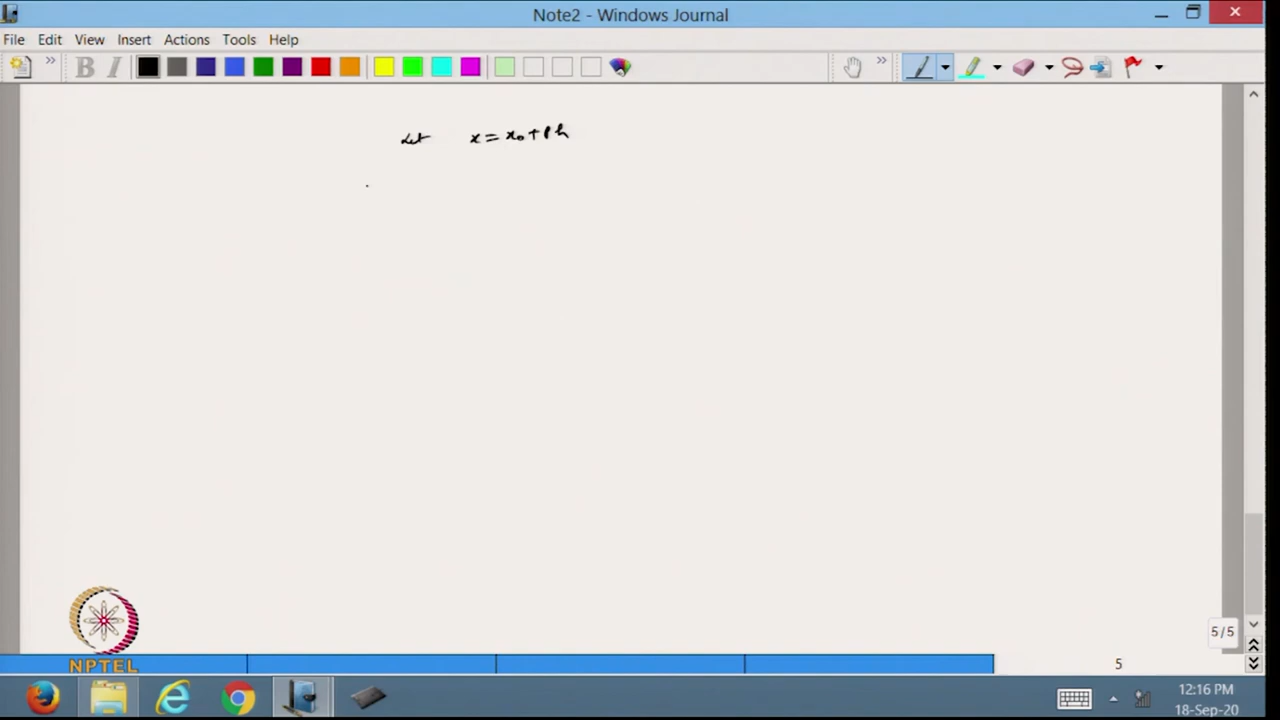 Note2 - Windows Journal
File Edit View Insert Actions Tools Help
B I
Let x = x₀ + ph
5/5
NPTEL
5
12:16 PM
18-Sep-20